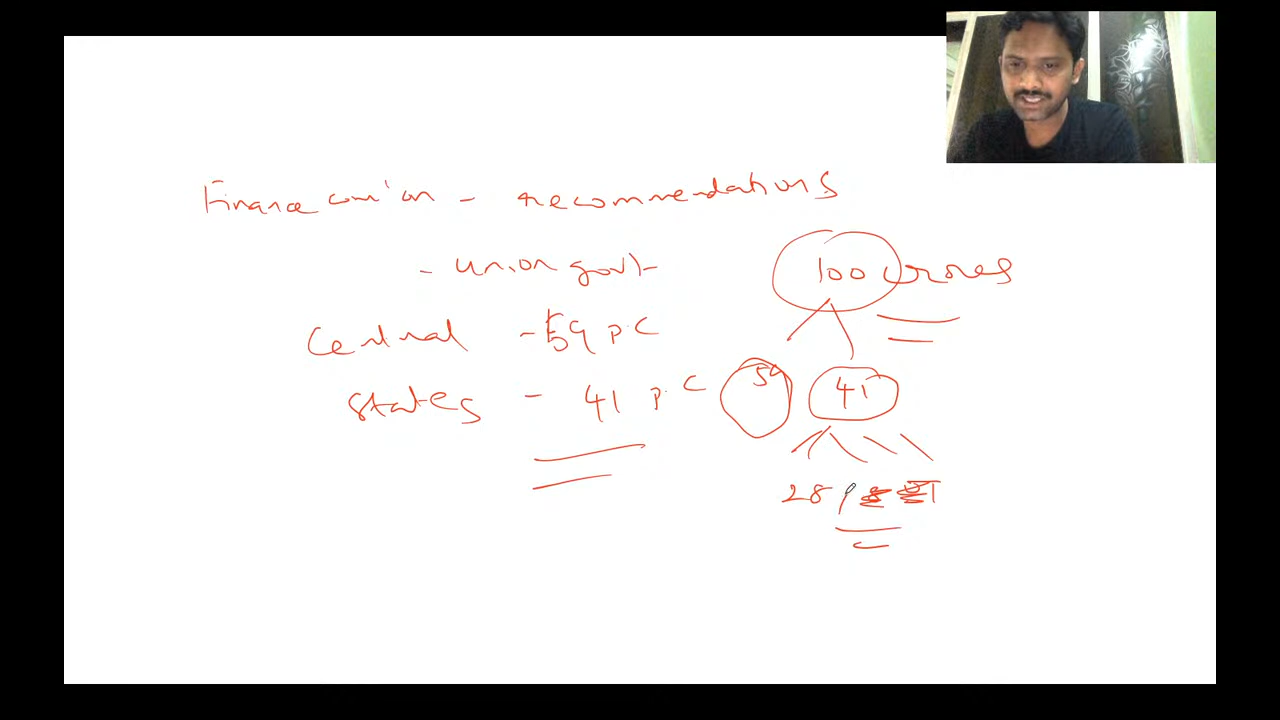 Finance com'on - recommendations
- union govt
100 crores
Central - 59 p.c
states - 41 p.c
59 41
28